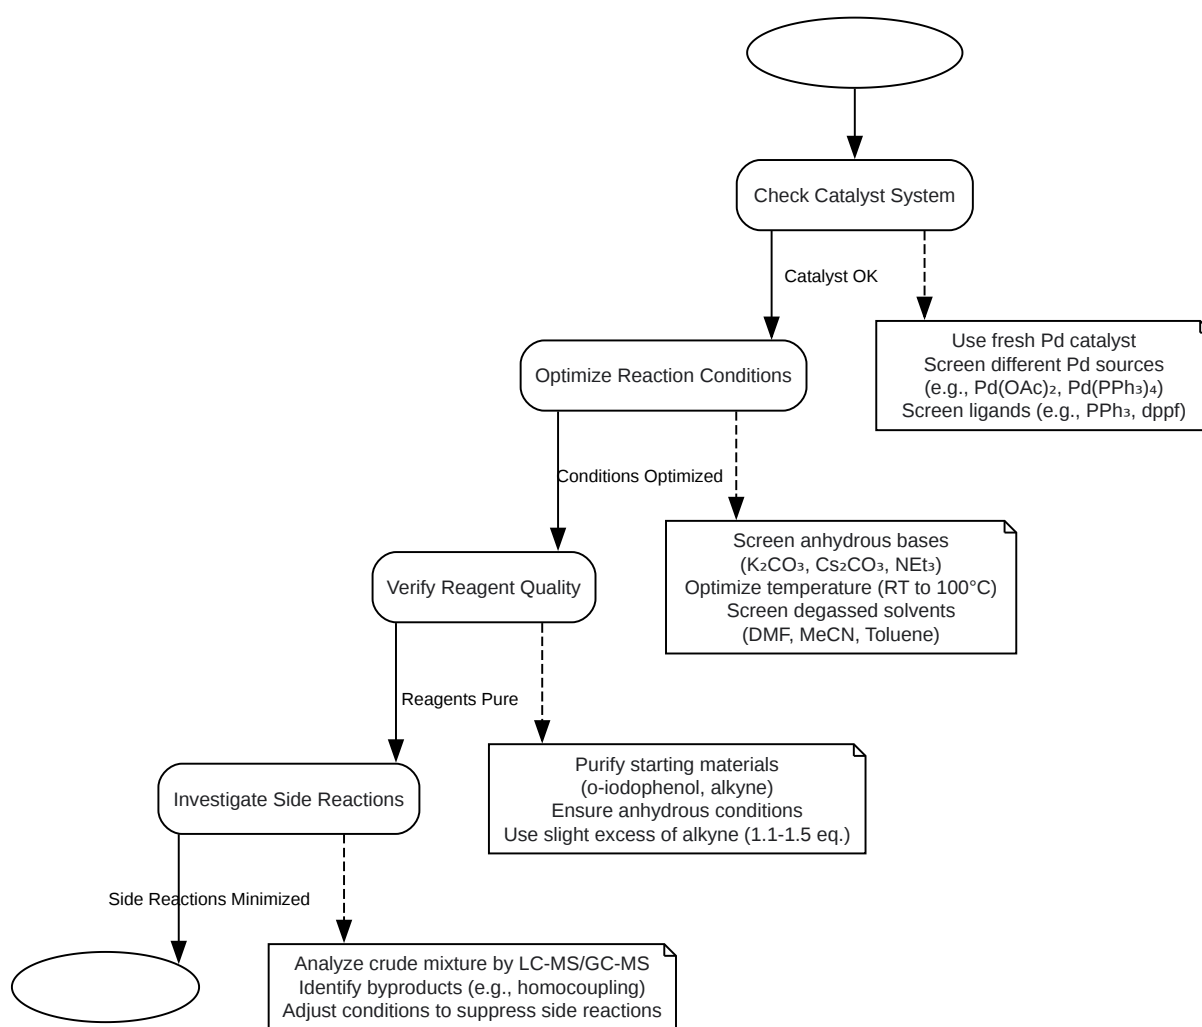 Check Catalyst System
Catalyst OK
Use fresh Pd catalyst
Screen different Pd sources
(e.g., Pd(OAc)₂, Pd(PPh₃)₄)
Screen ligands (e.g., PPh₃, dppf)
Optimize Reaction Conditions
Conditions Optimized
Screen anhydrous bases
(K₂CO₃, Cs₂CO₃, NEt₃)
Optimize temperature (RT to 100°C)
Screen degassed solvents
(DMF, MeCN, Toluene)
Verify Reagent Quality
Reagents Pure
Purify starting materials
(o-iodophenol, alkyne)
Ensure anhydrous conditions
Use slight excess of alkyne (1.1-1.5 eq.)
Investigate Side Reactions
Side Reactions Minimized
Analyze crude mixture by LC-MS/GC-MS
Identify byproducts (e.g., homocoupling)
Adjust conditions to suppress side reactions